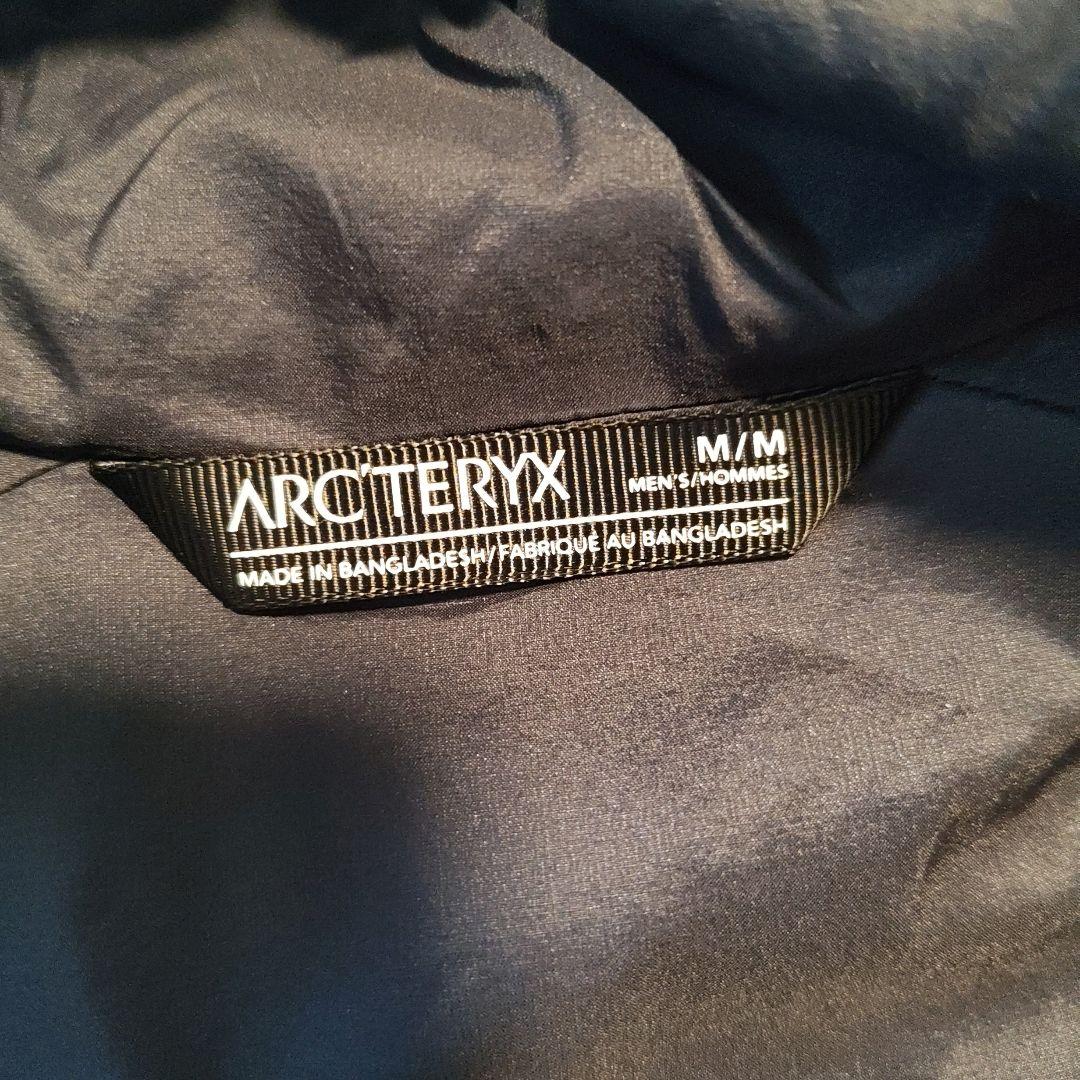 ARC'TERYX
M/M
MEN'S/HOMMES
MADE IN BANGLADESH/FABRIQUÉ AU BANGLADESH